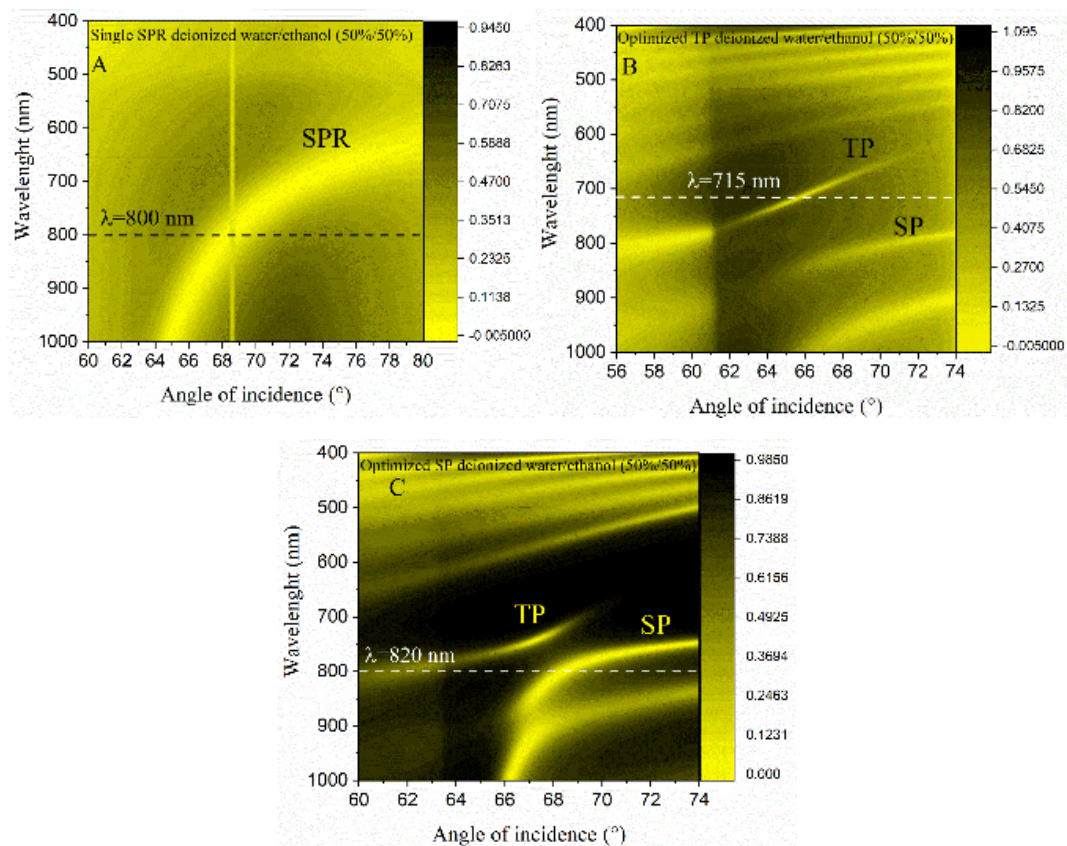 Single SPR deionized water/ethanol (50%/50%)
A
SPR
λ=800 nm
400
500
600
700
800
900
1000
Wavelenght (nm)
60 62 64 66 68 70 72 74 76 78 80
Angle of incidence (°)
0.9450
0.8263
0.7075
0.5888
0.4700
0.3513
0.2325
0.1138
-0.005000
Optimized TP deionized water/ethanol (50%/50%)
B
TP
λ=715 nm
SP
400
500
600
700
800
900
1000
Wavelenght (nm)
56 58 60 62 64 66 68 70 72 74
Angle of incidence (°)
1.095
0.9575
0.8200
0.6825
0.5450
0.4075
0.2700
0.1325
-0.005000
Optimized SP deionized water/ethanol (50%/50%)
C
TP
SP
λ=820 nm
400
500
600
700
800
900
1000
Wavelenght (nm)
60 62 64 66 68 70 72 74
Angle of incidence (°)
0.9850
0.8619
0.7388
0.6156
0.4925
0.3694
0.2463
0.1231
0.000